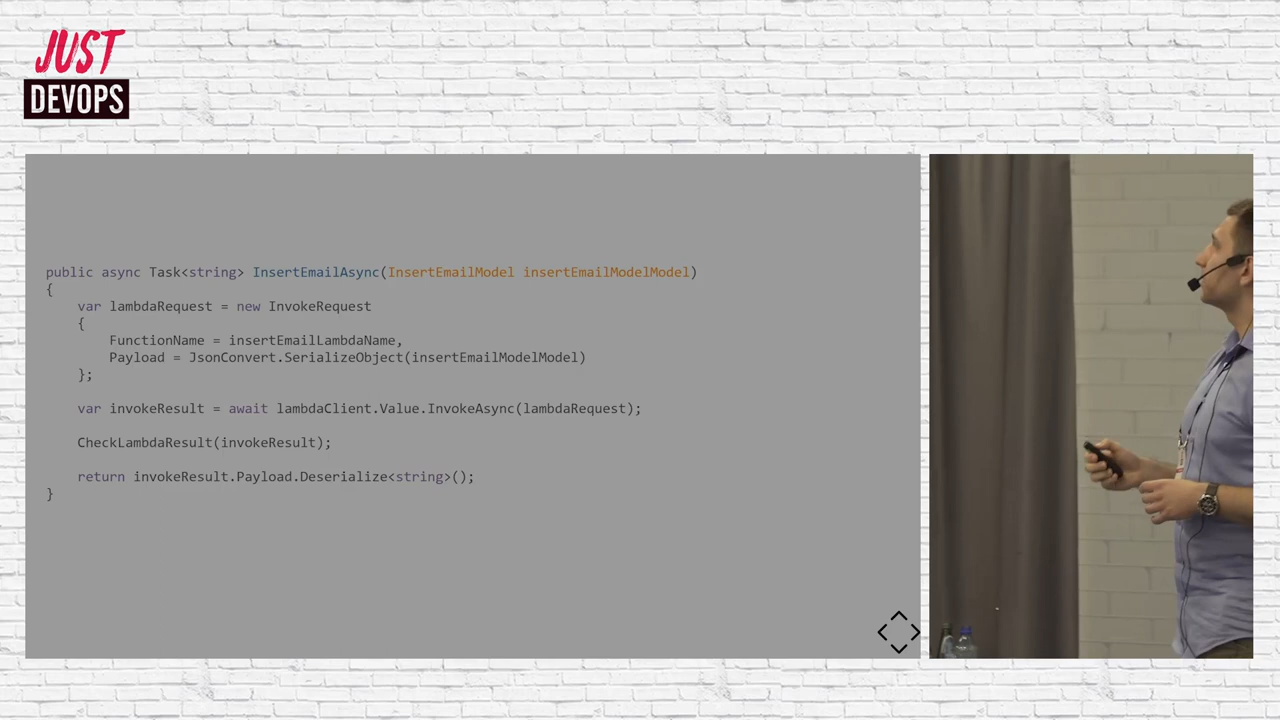 JUST
DEVOPS
public async Task<string> InsertEmailAsync(InsertEmailModel insertEmailModelModel)
{
    var lambdaRequest = new InvokeRequest
    {
        FunctionName = insertEmailLambdaName,
        Payload = JsonConvert.SerializeObject(insertEmailModelModel)
    };
    var invokeResult = await lambdaClient.Value.InvokeAsync(lambdaRequest);
    CheckLambdaResult(invokeResult);
    return invokeResult.Payload.Deserialize<string>();
}